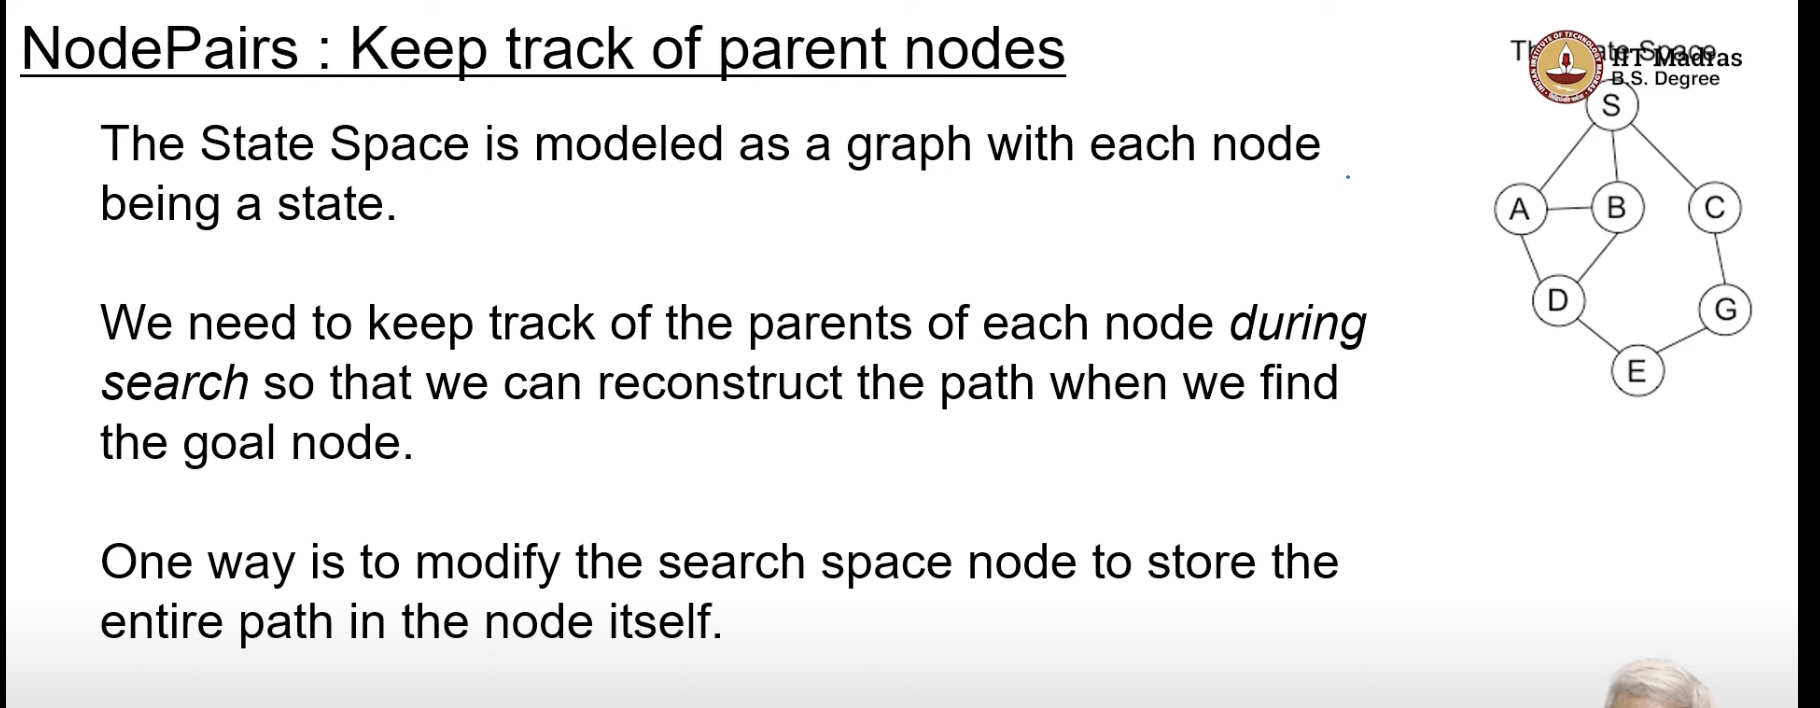 NodePairs : Keep track of parent nodes
IIT Madras
B.S. Degree
The State Space is modeled as a graph with each node
being a state.
We need to keep track of the parents of each node during
search so that we can reconstruct the path when we find
the goal node.
One way is to modify the search space node to store the
entire path in the node itself.
S
A B C
D G
E